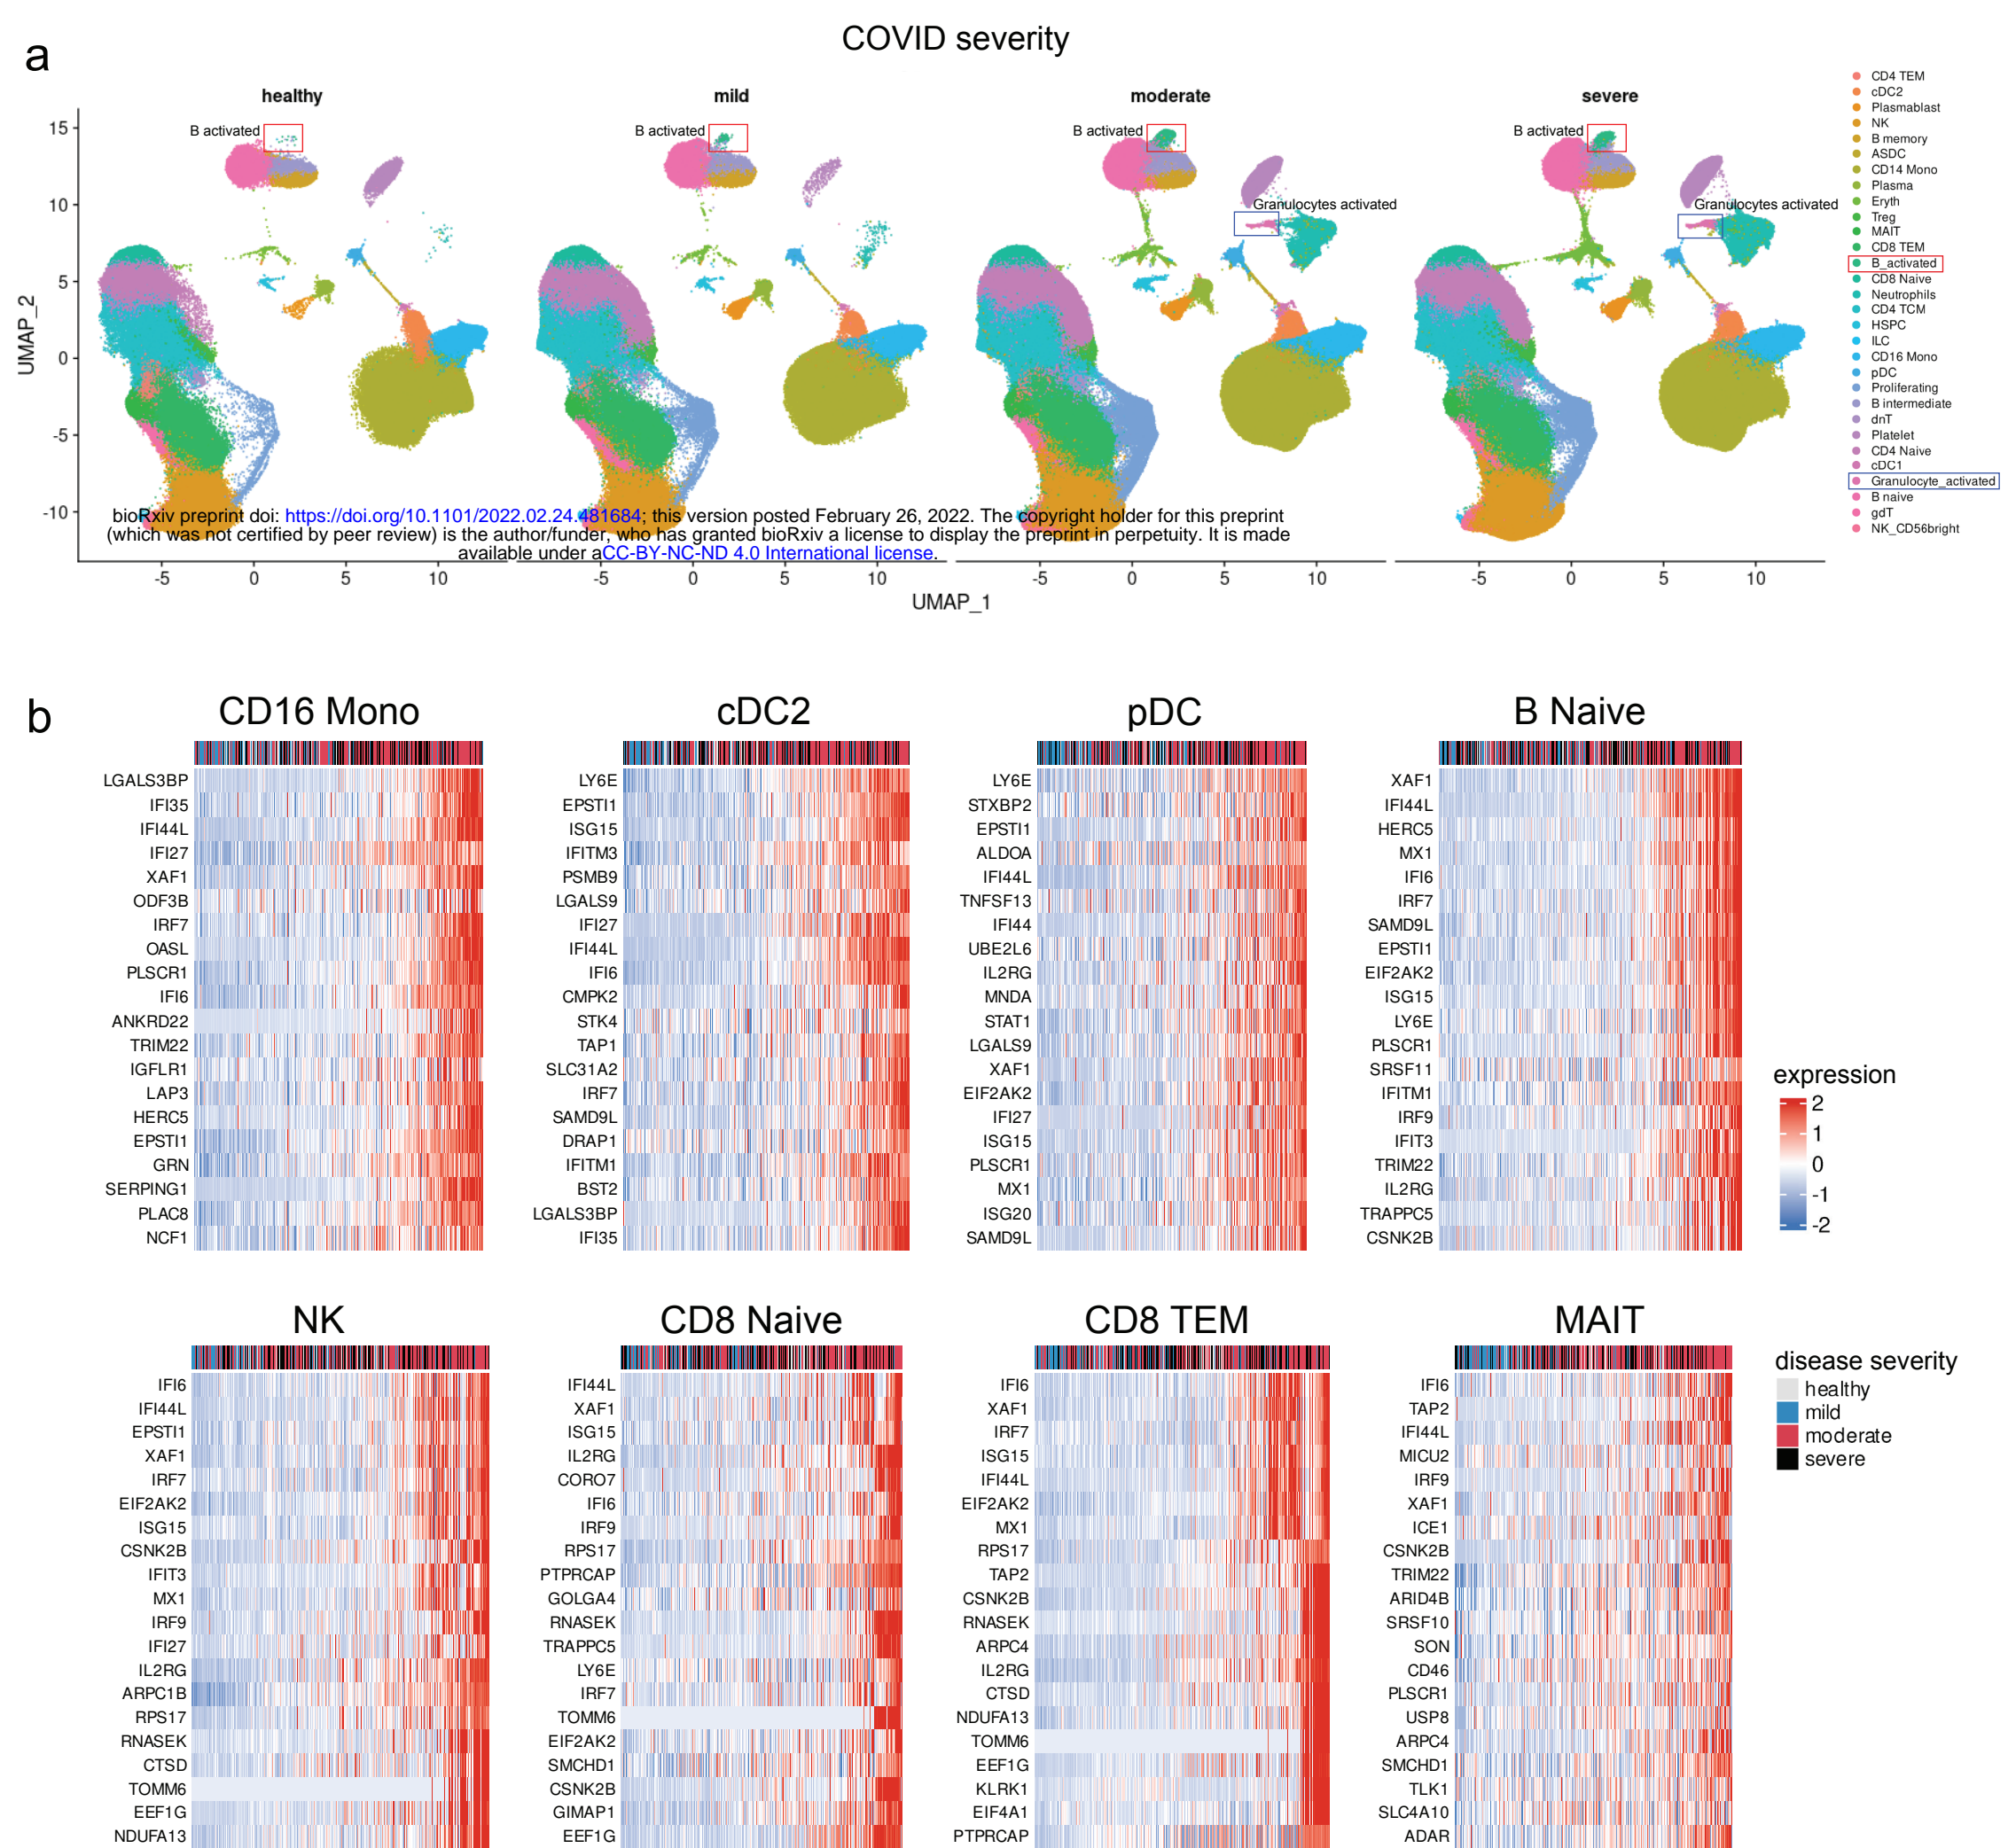 a
COVID severity
healthy
mild
moderate
severe
B activated
B activated
B activated
B activated
Granulocytes activated
Granulocytes activated
UMAP_2
15
10
5
0
-5
-10
-5 0 5 10
-5 0 5 10
-5 0 5 10
-5 0 5 10
UMAP_1
CD4 TEM
cDC2
Plasmablast
NK
B memory
ASDC
CD14 Mono
Plasma
Eryth
Treg
MAIT
CD8 TEM
B_activated
CD8 Naive
Neutrophils
CD4 TCM
HSPC
ILC
CD16 Mono
pDC
Proliferating
B intermediate
dnT
Platelet
CD4 Naive
cDC1
Granulocyte_activated
B naive
gdT
NK_CD56bright
bioRxiv preprint doi: https://doi.org/10.1101/2022.02.24.481684; this version posted February 26, 2022. The copyright holder for this preprint
(which was not certified by peer review) is the author/funder, who has granted bioRxiv a license to display the preprint in perpetuity. It is made
available under aCC-BY-NC-ND 4.0 International license.
b
CD16 Mono
LGALS3BP
IFI35
IFI44L
IFI27
XAF1
ODF3B
IRF7
OASL
PLSCR1
IFI6
ANKRD22
TRIM22
IGFLR1
LAP3
HERC5
EPSTI1
GRN
SERPING1
PLAC8
NCF1
cDC2
LY6E
EPSTI1
ISG15
IFITM3
PSMB9
LGALS9
IFI27
IFI44L
IFI6
CMPK2
STK4
TAP1
SLC31A2
IRF7
SAMD9L
DRAP1
IFITM1
BST2
LGALS3BP
IFI35
pDC
LY6E
STXBP2
EPSTI1
ALDOA
IFI44L
TNFSF13
IFI44
UBE2L6
IL2RG
MNDA
STAT1
LGALS9
XAF1
EIF2AK2
IFI27
ISG15
PLSCR1
MX1
ISG20
SAMD9L
B Naive
XAF1
IFI44L
HERC5
MX1
IFI6
IRF7
SAMD9L
EPSTI1
EIF2AK2
ISG15
LY6E
PLSCR1
SRSF11
IFITM1
IRF9
IFIT3
TRIM22
IL2RG
TRAPPC5
CSNK2B
expression
2
1
0
-1
-2
NK
IFI6
IFI44L
EPSTI1
XAF1
IRF7
EIF2AK2
ISG15
CSNK2B
IFIT3
MX1
IRF9
IFI27
IL2RG
ARPC1B
RPS17
RNASEK
CTSD
TOMM6
EEF1G
NDUFA13
CD8 Naive
IFI44L
XAF1
ISG15
IL2RG
CORO7
IFI6
IRF9
RPS17
PTPRCAP
GOLGA4
RNASEK
TRAPPC5
LY6E
IRF7
TOMM6
EIF2AK2
SMCHD1
CSNK2B
GIMAP1
EEF1G
CD8 TEM
IFI6
XAF1
IRF7
ISG15
IFI44L
EIF2AK2
MX1
RPS17
TAP2
CSNK2B
RNASEK
ARPC4
IL2RG
CTSD
NDUFA13
TOMM6
EEF1G
KLRK1
EIF4A1
PTPRCAP
MAIT
IFI6
TAP2
IFI44L
MICU2
IRF9
XAF1
ICE1
CSNK2B
TRIM22
ARID4B
SRSF10
SON
CD46
PLSCR1
USP8
ARPC4
SMCHD1
TLK1
SLC4A10
ADAR
disease severity
healthy
mild
moderate
severe